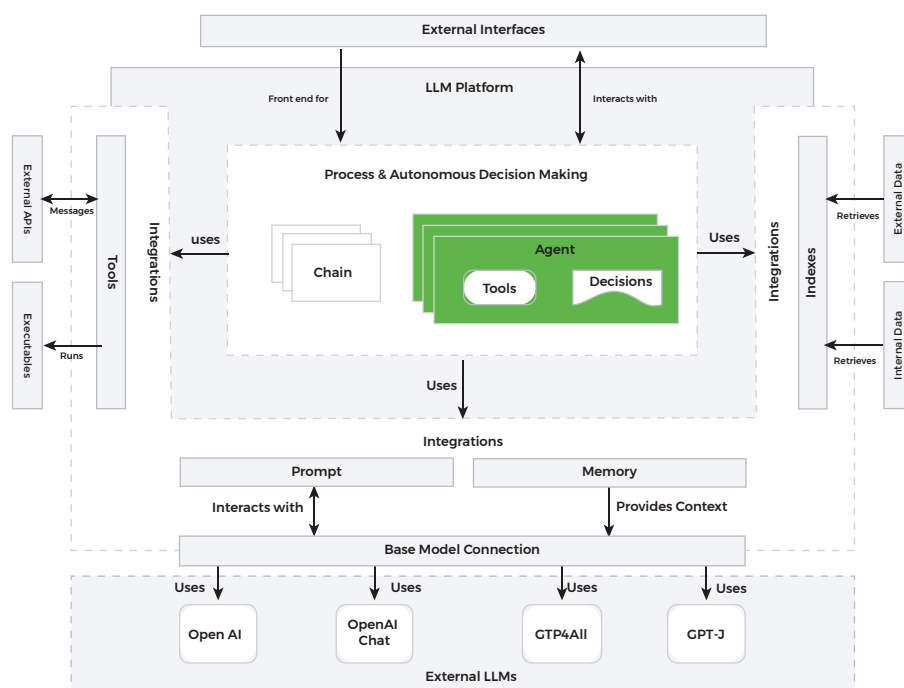 External Interfaces
LLM Platform
Front end for
Interacts with
Process & Autonomous Decision Making
External APIs
Messages
Tools
Integrations
uses
Chain
Agent
Tools
Decisions
Uses
Integrations
Indexes
Retrieves
External Data
Executables
Runs
Retrieves
Internal Data
Uses
Integrations
Prompt
Memory
Interacts with
Provides Context
Base Model Connection
Uses
Uses
Uses
Uses
Open AI
OpenAI
Chat
GTP4All
GPT-J
External LLMs